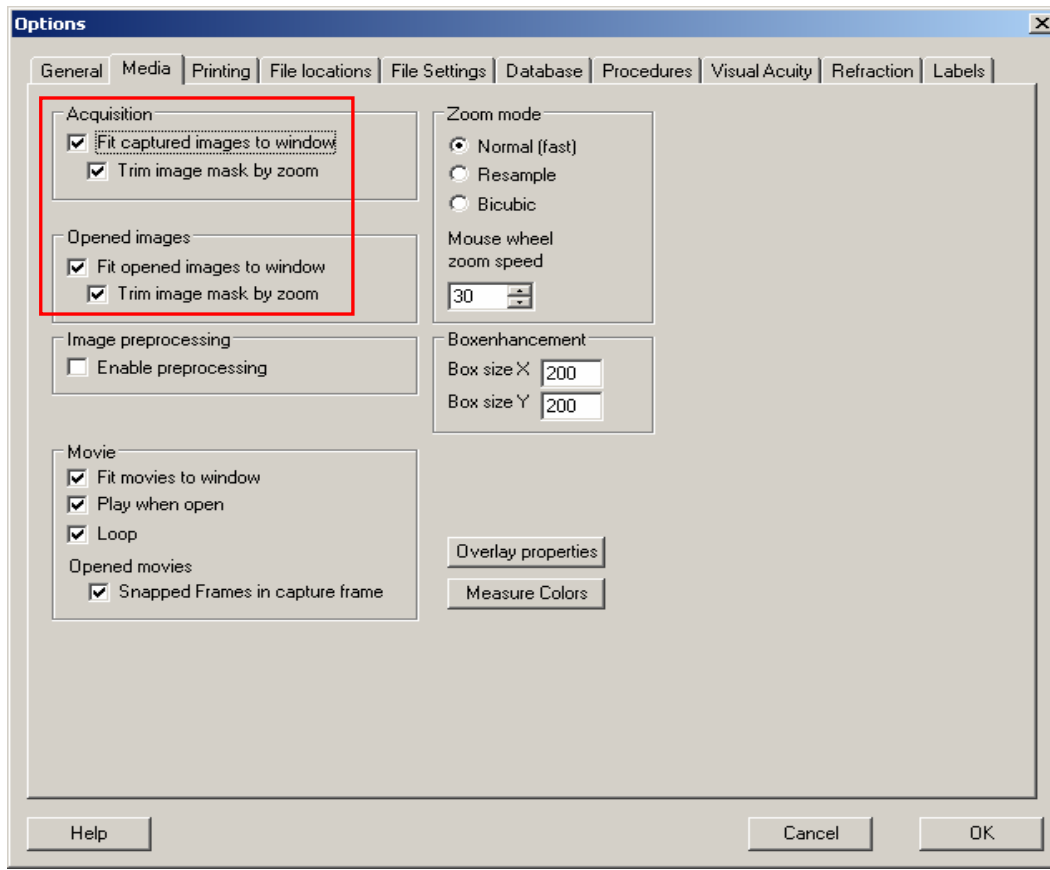 Options
General Media Printing File locations File Settings Database Procedures Visual Acuity Refraction Labels
Acquisition
Fit captured images to window
Trim image mask by zoom
Opened images
Fit opened images to window
Trim image mask by zoom
Image preprocessing
Enable preprocessing
Movie
Fit movies to window
Play when open
Loop
Opened movies
Snapped Frames in capture frame
Zoom mode
Normal (fast)
Resample
Bicubic
Mouse wheel
zoom speed
30
Boxenhancement
Box size X 200
Box size Y 200
Overlay properties
Measure Colors
Help Cancel OK